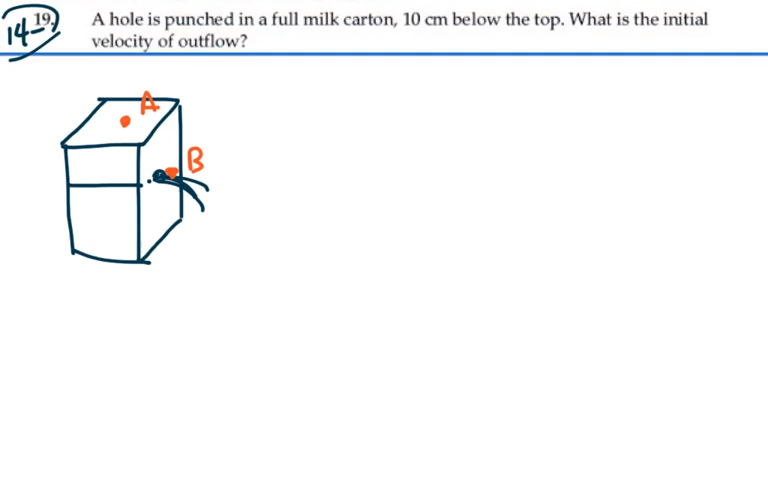 14-19.
A hole is punched in a full milk carton, 10 cm below the top. What is the initial
velocity of outflow?
A
B